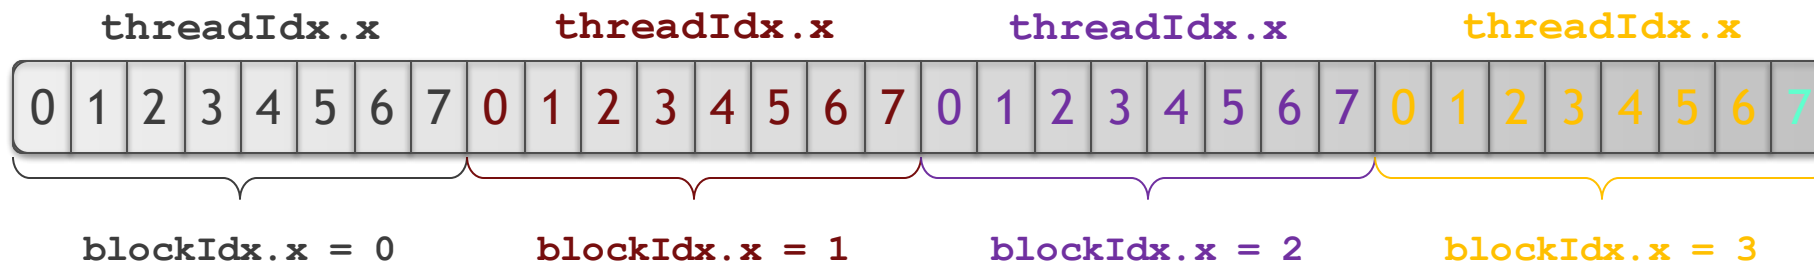 threadIdx.x threadIdx.x threadIdx.x threadIdx.x
0 1 2 3 4 5 6 7 0 1 2 3 4 5 6 7 0 1 2 3 4 5 6 7 0 1 2 3 4 5 6 7
blockIdx.x = 0 blockIdx.x = 1 blockIdx.x = 2 blockIdx.x = 3